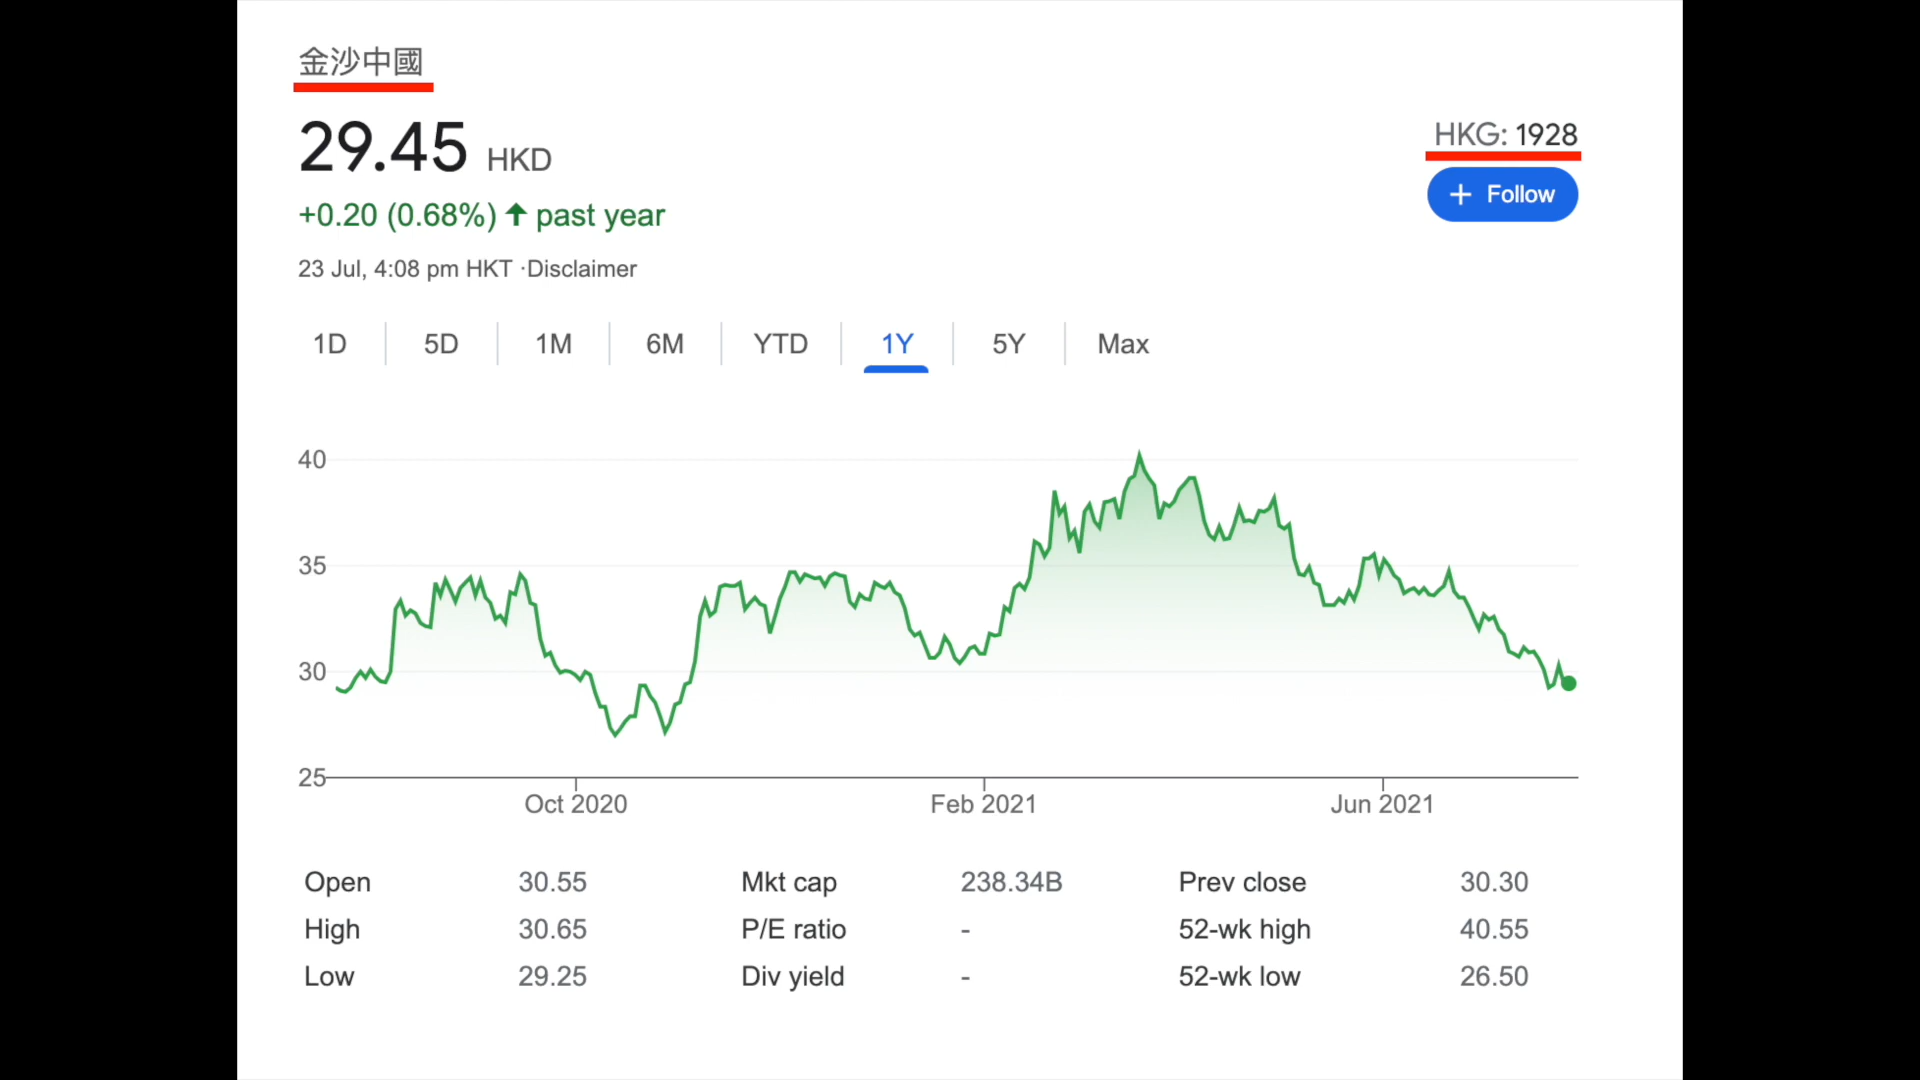 金沙中國
29.45 HKD
HKG: 1928
+ Follow
+0.20 (0.68%) ↑ past year
23 Jul, 4:08 pm HKT ·Disclaimer
1D 5D 1M 6M YTD 1Y 5Y Max
40
35
30
25
Oct 2020 Feb 2021 Jun 2021
Open 30.55 Mkt cap 238.34B Prev close 30.30
High 30.65 P/E ratio - 52-wk high 40.55
Low 29.25 Div yield - 52-wk low 26.50